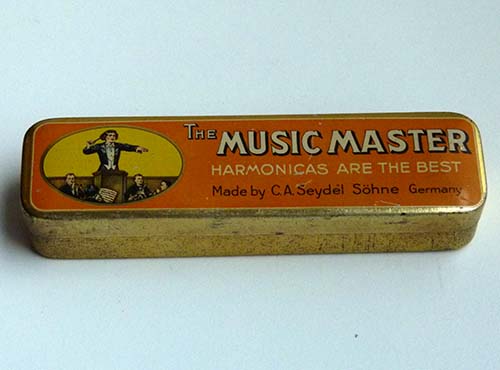 THE MUSIC MASTER
HARMONICAS ARE THE BEST
Made by C.A. Seydel Söhne Germany